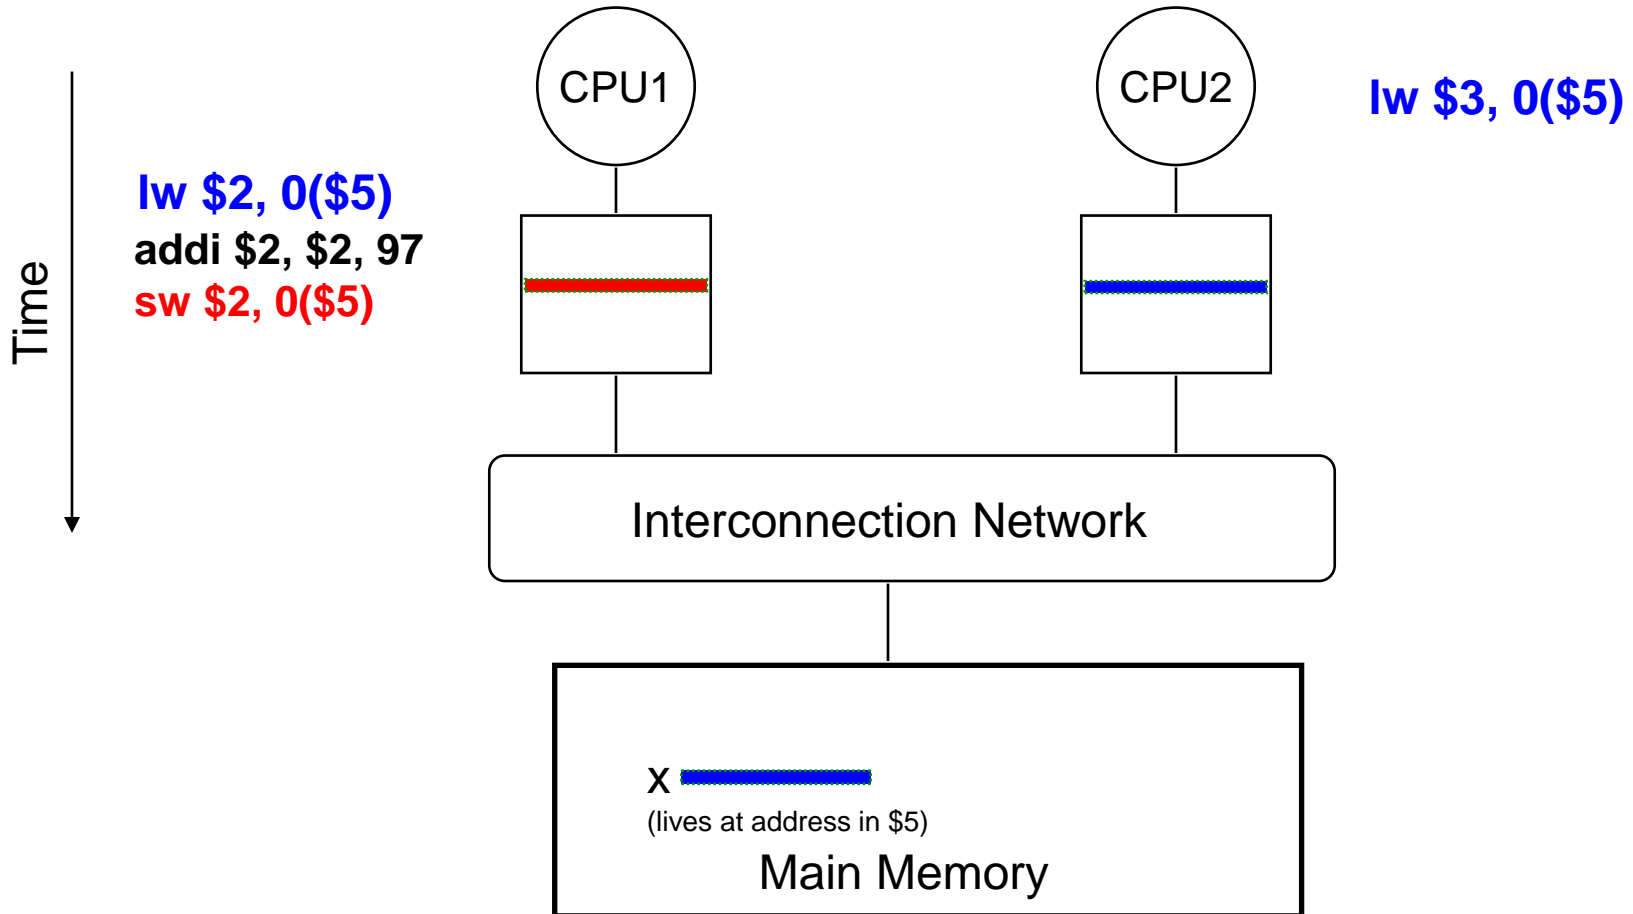 CPU1
CPU2
lw $3, 0($5)
lw $2, 0($5)
addi $2, $2, 97
sw $2, 0($5)
Time
Interconnection Network
x
(lives at address in $5)
Main Memory